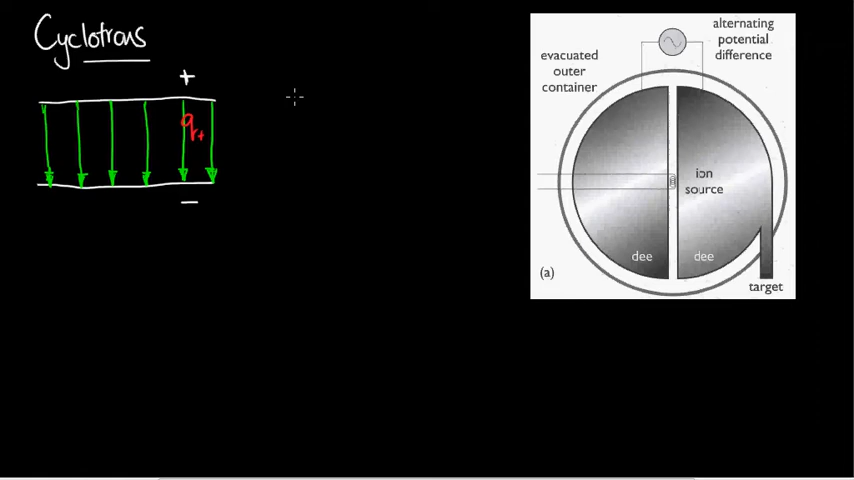 Cyclotrons
+
q+
−
alternating
potential
difference
evacuated
outer
container
ion
source
dee
dee
(a)
target